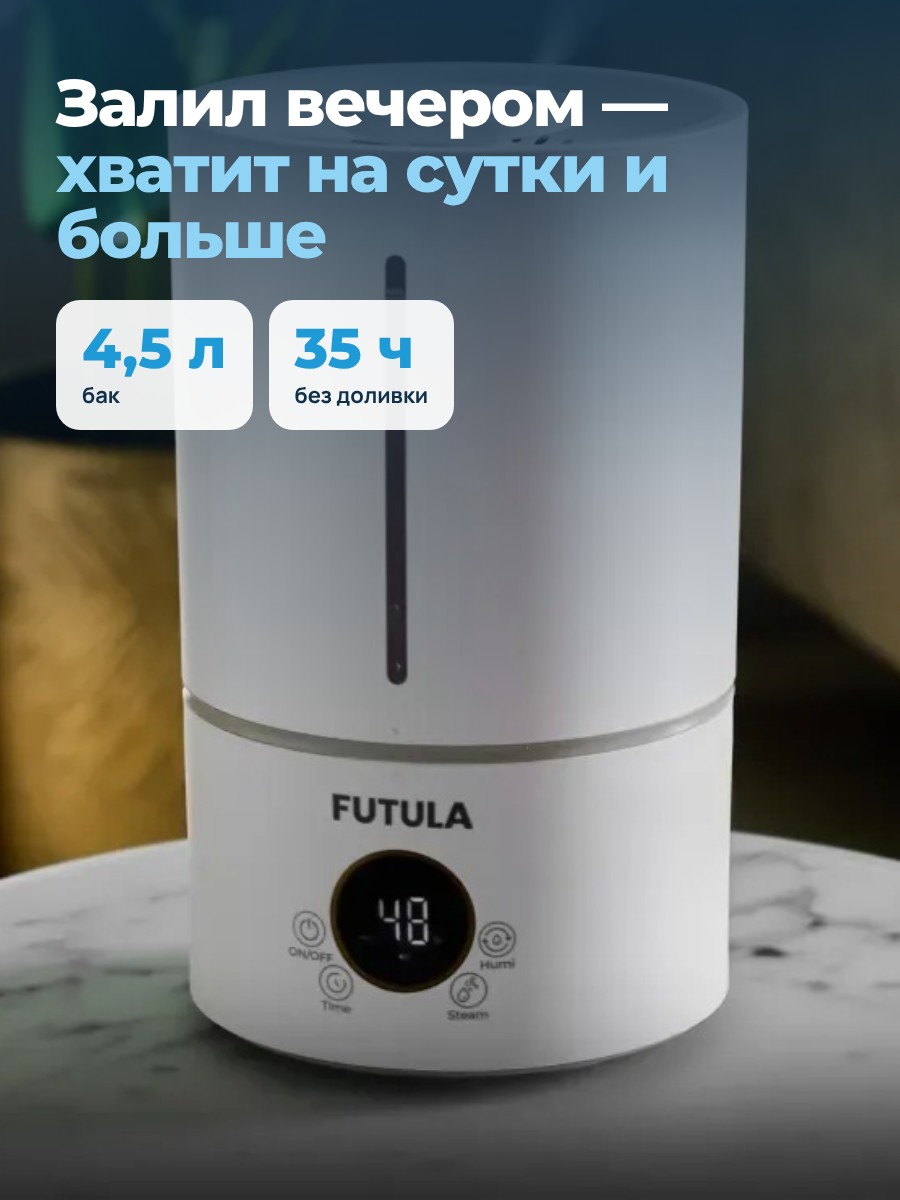 Залил вечером —
хватит на сутки и
больше
4,5 л
бак
35 ч
без доливки
FUTULA
48
ON/OFF
Humi
Time
Steam